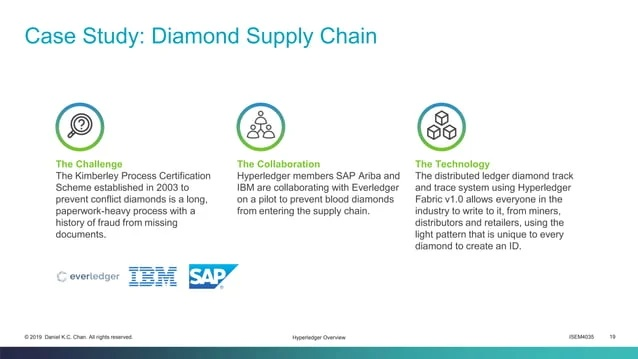 Case Study: Diamond Supply Chain
?
The Challenge
The Kimberley Process Certification
Scheme established in 2003 to
prevent conflict diamonds is a long,
paperwork-heavy process with a
history of fraud from missing
documents.
The Collaboration
Hyperledger members SAP Ariba and
IBM are collaborating with Everledger
on a pilot to prevent blood diamonds
from entering the supply chain.
The Technology
The distributed ledger diamond track
and trace system using Hyperledger
Fabric v1.0 allows everyone in the
industry to write to it, from miners,
distributors and retailers, using the
light pattern that is unique to every
diamond to create an ID.
everledger IBM SAP
© 2019 Daniel K.C. Chan. All rights reserved. Hyperledger Overview ISEM4035 19